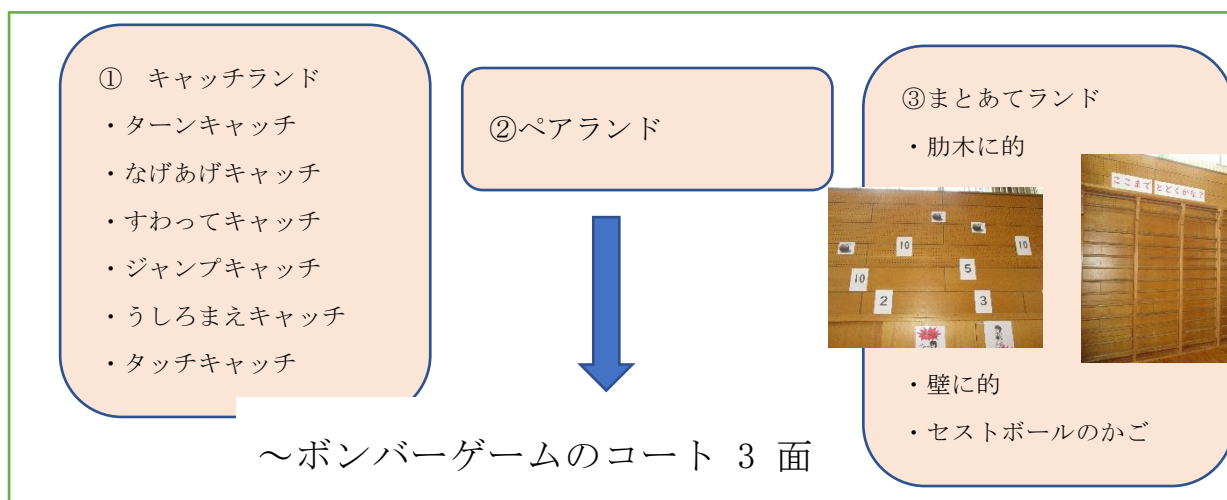 ① キャッチランド
・ターンキャッチ
・なげあげキャッチ
・すわってキャッチ
・ジャンプキャッチ
・うしろまえキャッチ
・タッチキャッチ
②ペアランド
③まとあてランド
・肋木に的
ここまで とどくかな?
10
10
5
10
2
3
・壁に的
・セストボールのかご
～ボンバーゲームのコート 3 面